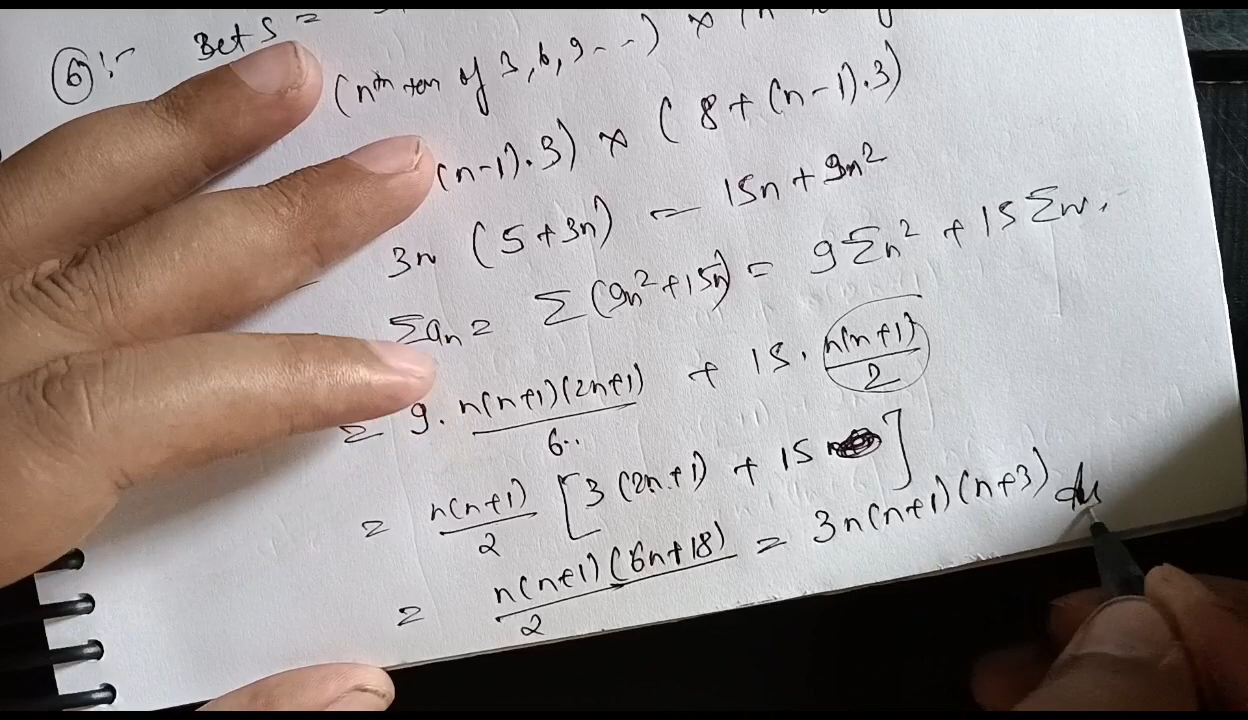 (6):- Let S =
(nth term of 3, 6, 9 - - ) × (n
(n-1).3) × (8 + (n-1).3)
3n (5+3n) = 15n + 9n²
Σan = Σ(9n²+15n) = 9Σn² + 15Σn.
= 9. n(n+1)(2n+1)/6.. + 15. n(n+1)/2
= n(n+1)/2 [3(2n+1) + 15]
= n(n+1)(6n+18)/2 = 3n(n+1)(n+3)